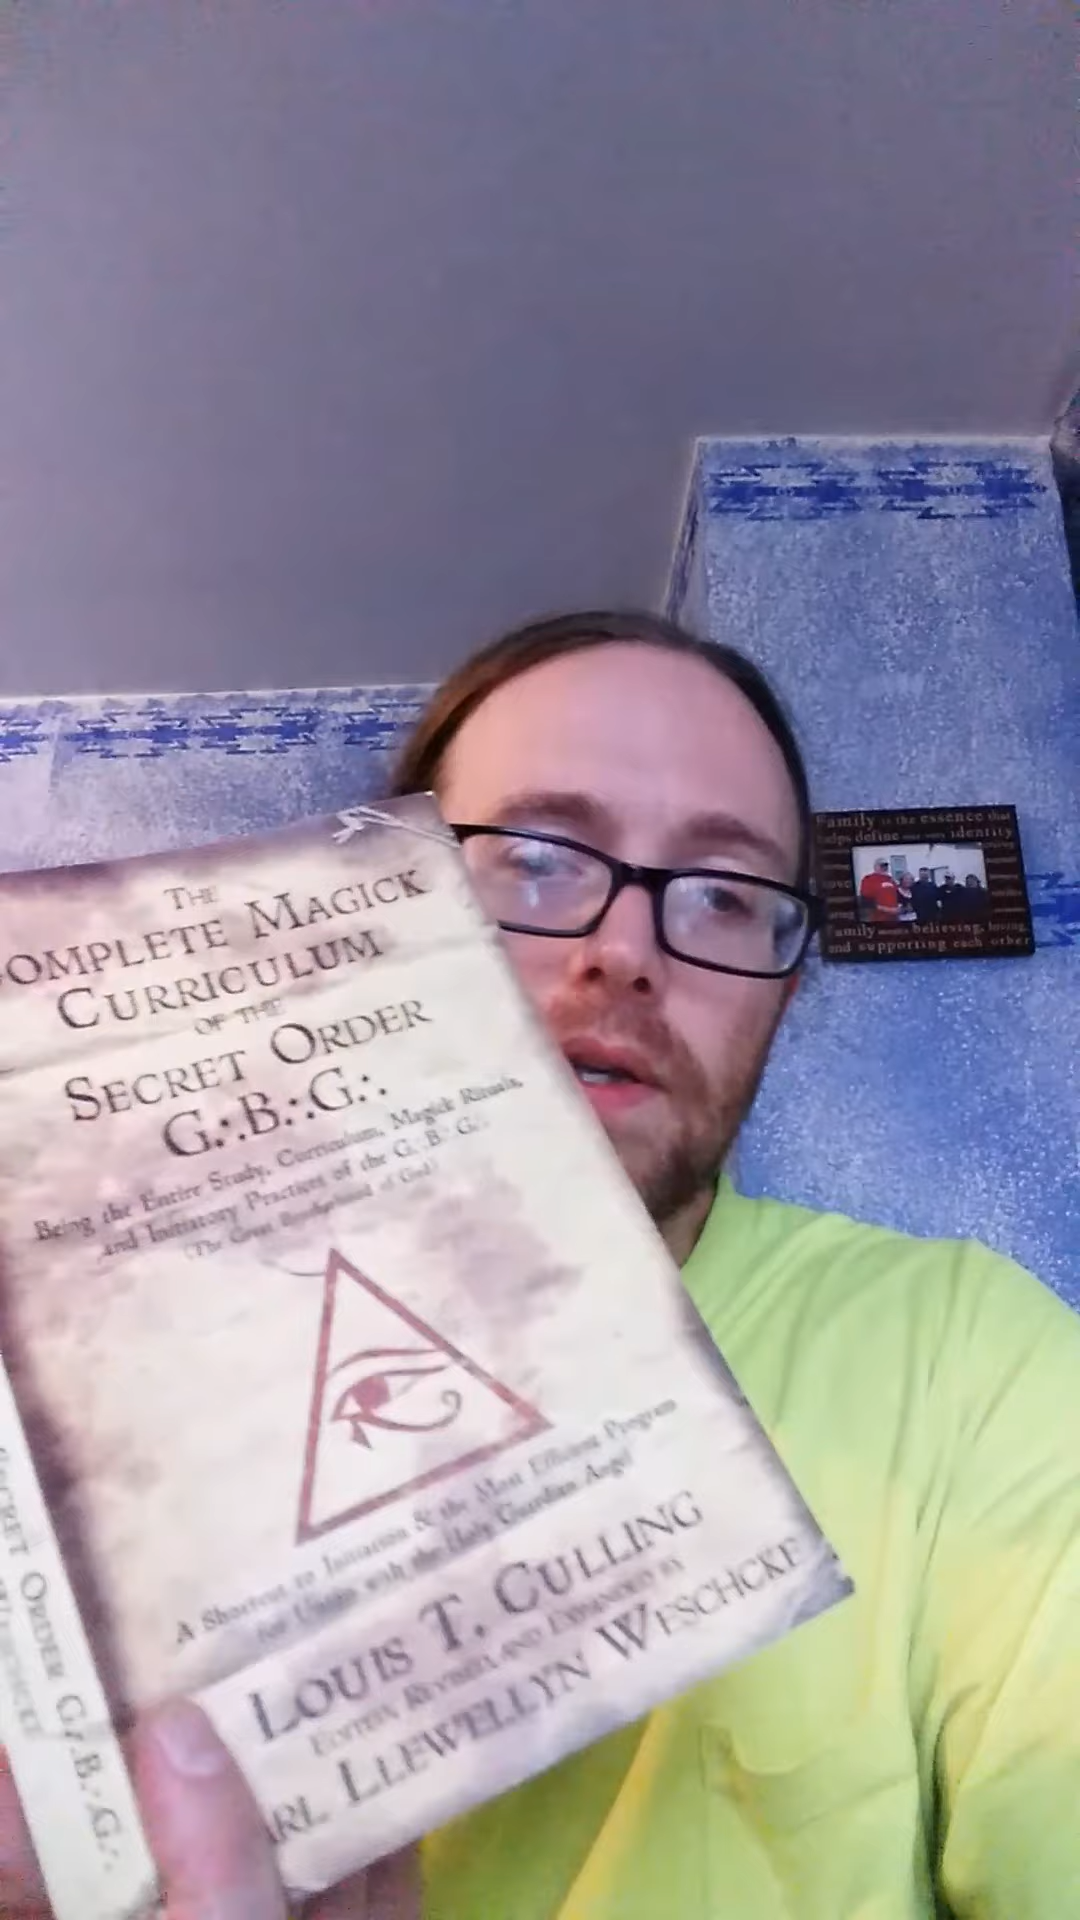 THE
COMPLETE MAGICK
CURRICULUM
OF THE
SECRET ORDER
G∴B∴G∴
Being the Entire Study, Curriculum, Magick Rituals,
and Initiatory Practices of the G∴B∴G∴
(The Great Brotherhood of God)
A Shortcut to Initiation & the Most Efficient Program
for Union with the Holy Guardian Angel
LOUIS T. CULLING
EDITED, REVISED, AND EXPANDED BY
ARL LLEWELLYN WESCHCKE
SECRET ORDER G∴B∴G∴
Family is the essence that
helps define our very identity
Family means believing, loving,
and supporting each other